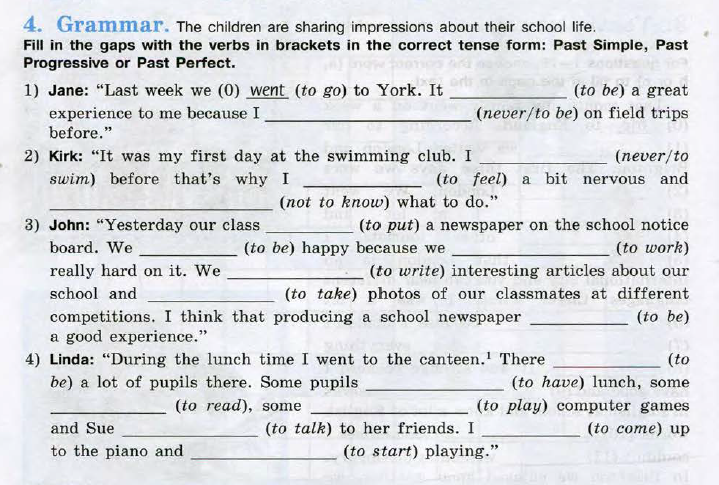 4. Grammar. The children are sharing impressions about their school life.
Fill in the gaps with the verbs in brackets in the correct tense form: Past Simple, Past
Progressive or Past Perfect.
1) Jane: “Last week we (0) went (to go) to York. It ____________ (to be) a great
experience to me because I ____________________ (never/to be) on field trips
before.”
2) Kirk: “It was my first day at the swimming club. I ____________ (never/to
swim) before that’s why I ____________ (to feel) a bit nervous and
______________________ (not to know) what to do.”
3) John: “Yesterday our class ___________ (to put) a newspaper on the school notice
board. We __________ (to be) happy because we ________________ (to work)
really hard on it. We ______________ (to write) interesting articles about our
school and _____________ (to take) photos of our classmates at different
competitions. I think that producing a school newspaper __________ (to be)
a good experience.”
4) Linda: “During the lunch time I went to the canteen.¹ There ___________ (to
be) a lot of pupils there. Some pupils ______________ (to have) lunch, some
____________ (to read), some ________________ (to play) computer games
and Sue ______________ (to talk) to her friends. I __________ (to come) up
to the piano and _______________ (to start) playing.”